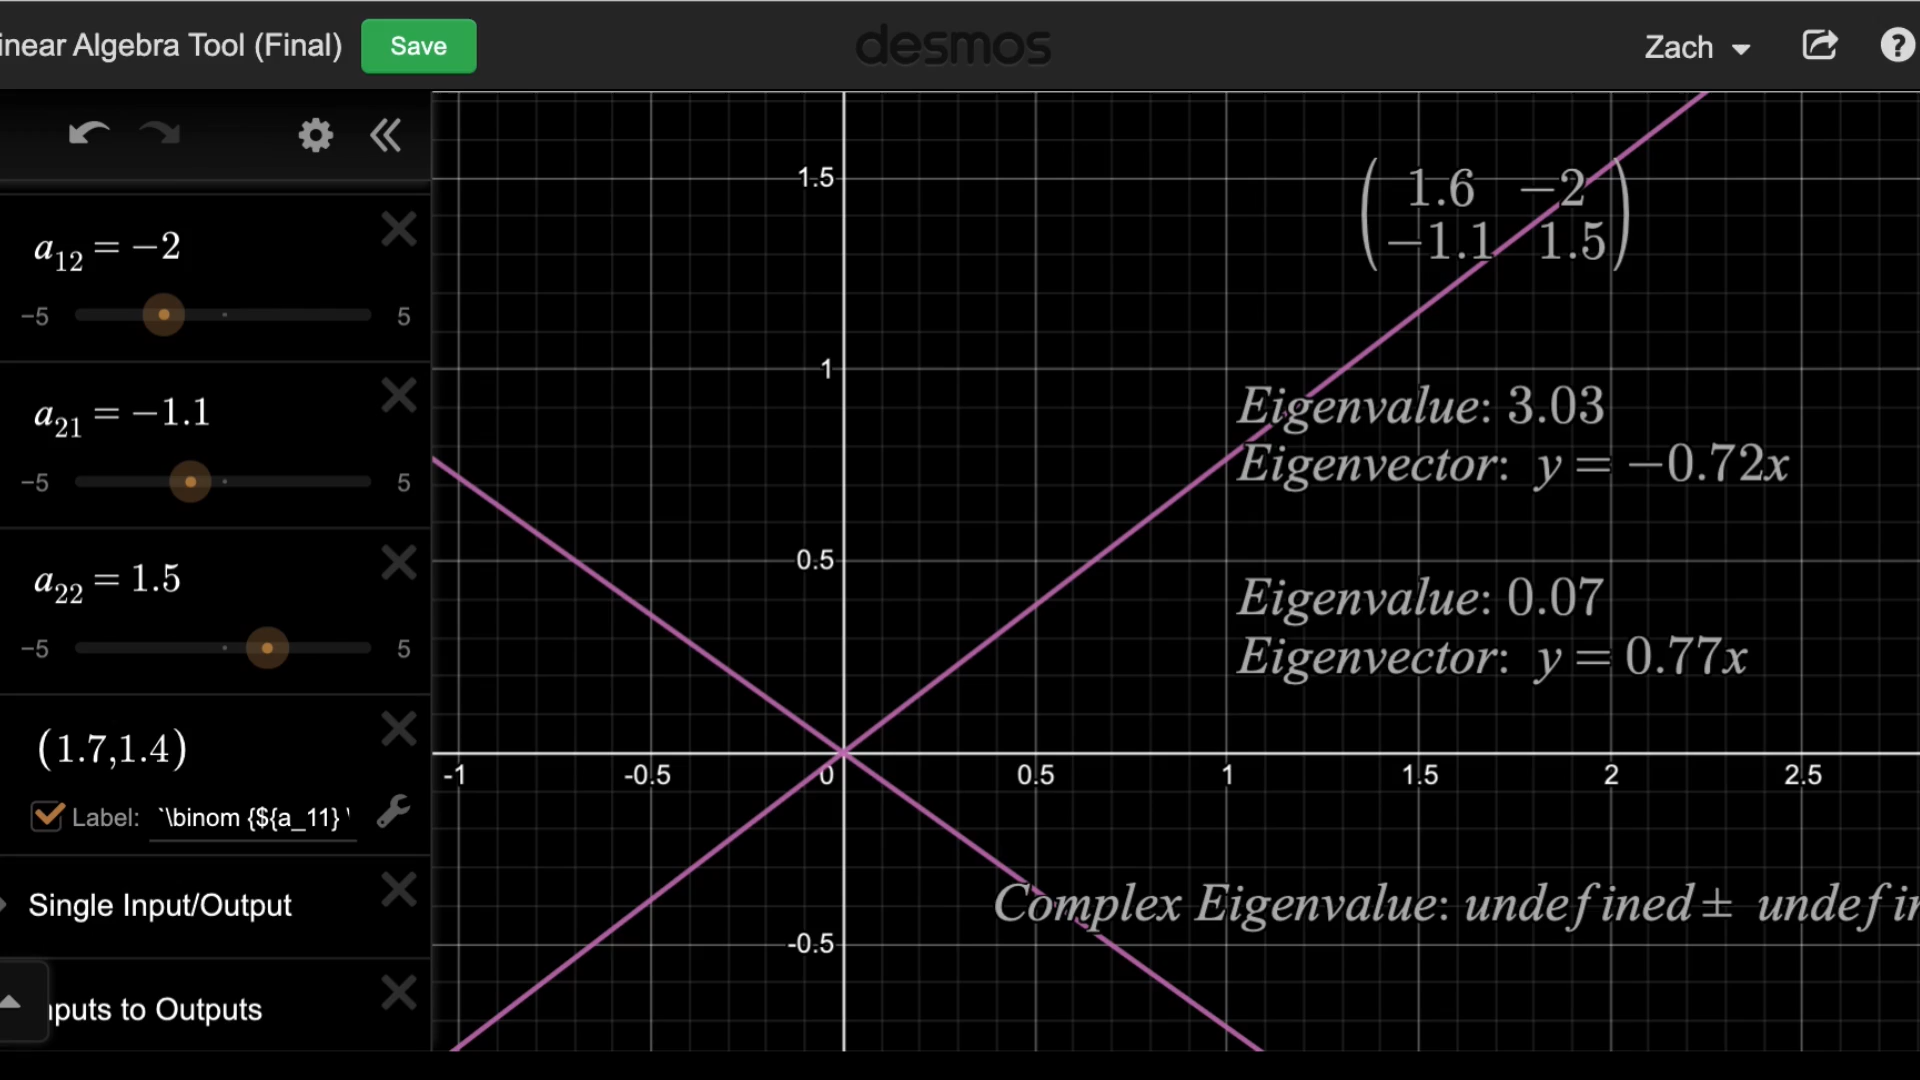 inear Algebra Tool (Final)
Save
desmos
Zach
?
a₁₂ = −2
-5
5
a₂₁ = −1.1
-5
5
a₂₂ = 1.5
-5
5
(1.7,1.4)
Label: `\binom {${a_11} \
Single Input/Output
nputs to Outputs
1.5
1
0.5
-1
-0.5
0
0.5
1
1.5
2
2.5
-0.5
1.6 −2
−1.1 1.5
Eigenvalue: 3.03
Eigenvector: y = −0.72x
Eigenvalue: 0.07
Eigenvector: y = 0.77x
Complex Eigenvalue: undefined ± undefin